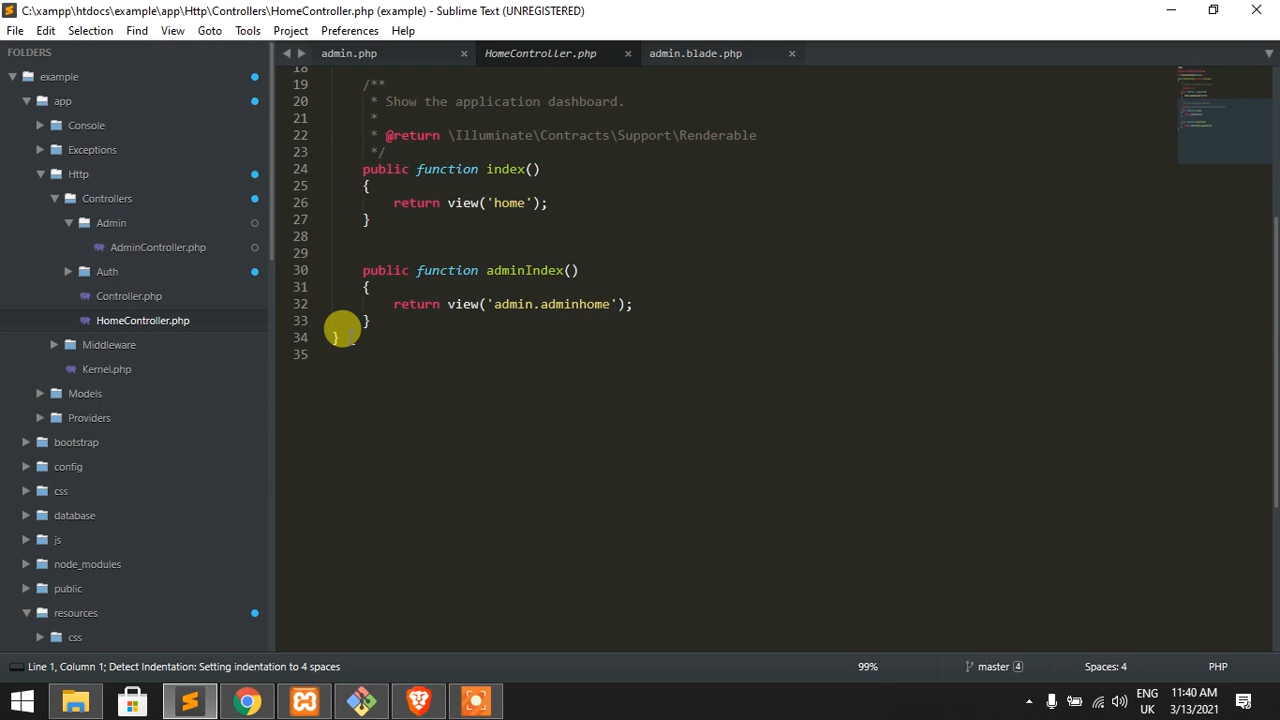 C:\xampp\htdocs\example\app\Http\Controllers\HomeController.php (example) - Sublime Text (UNREGISTERED)
File Edit Selection Find View Goto Tools Project Preferences Help
FOLDERS
example
app
Console
Exceptions
Http
Controllers
Admin
AdminController.php
Auth
Controller.php
HomeController.php
Middleware
Kernel.php
Models
Providers
bootstrap
config
css
database
js
node_modules
public
resources
css
admin.php HomeController.php admin.blade.php
18
19 /**
20 * Show the application dashboard.
21 *
22 * @return \Illuminate\Contracts\Support\Renderable
23 */
24 public function index()
25 {
26 return view('home');
27 }
28
29
30 public function adminIndex()
31 {
32 return view('admin.adminhome');
33 }
34 }
35
Line 1, Column 1; Detect Indentation: Setting indentation to 4 spaces 99% master 4 Spaces: 4 PHP
ENG 11:40 AM
UK 3/13/2021